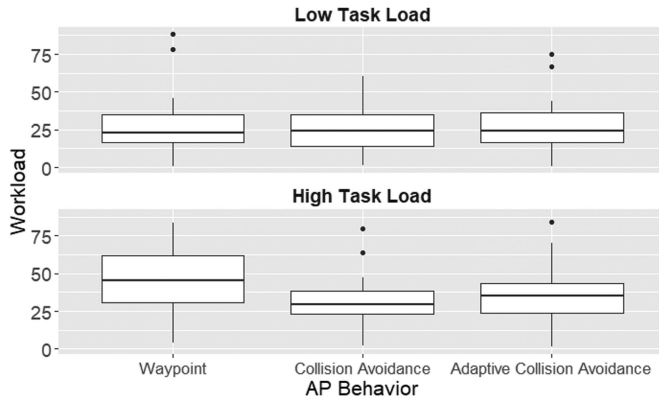 Low Task Load
75
50
25
0
High Task Load
75
50
25
0
Workload
Waypoint
Collision Avoidance
Adaptive Collision Avoidance
AP Behavior